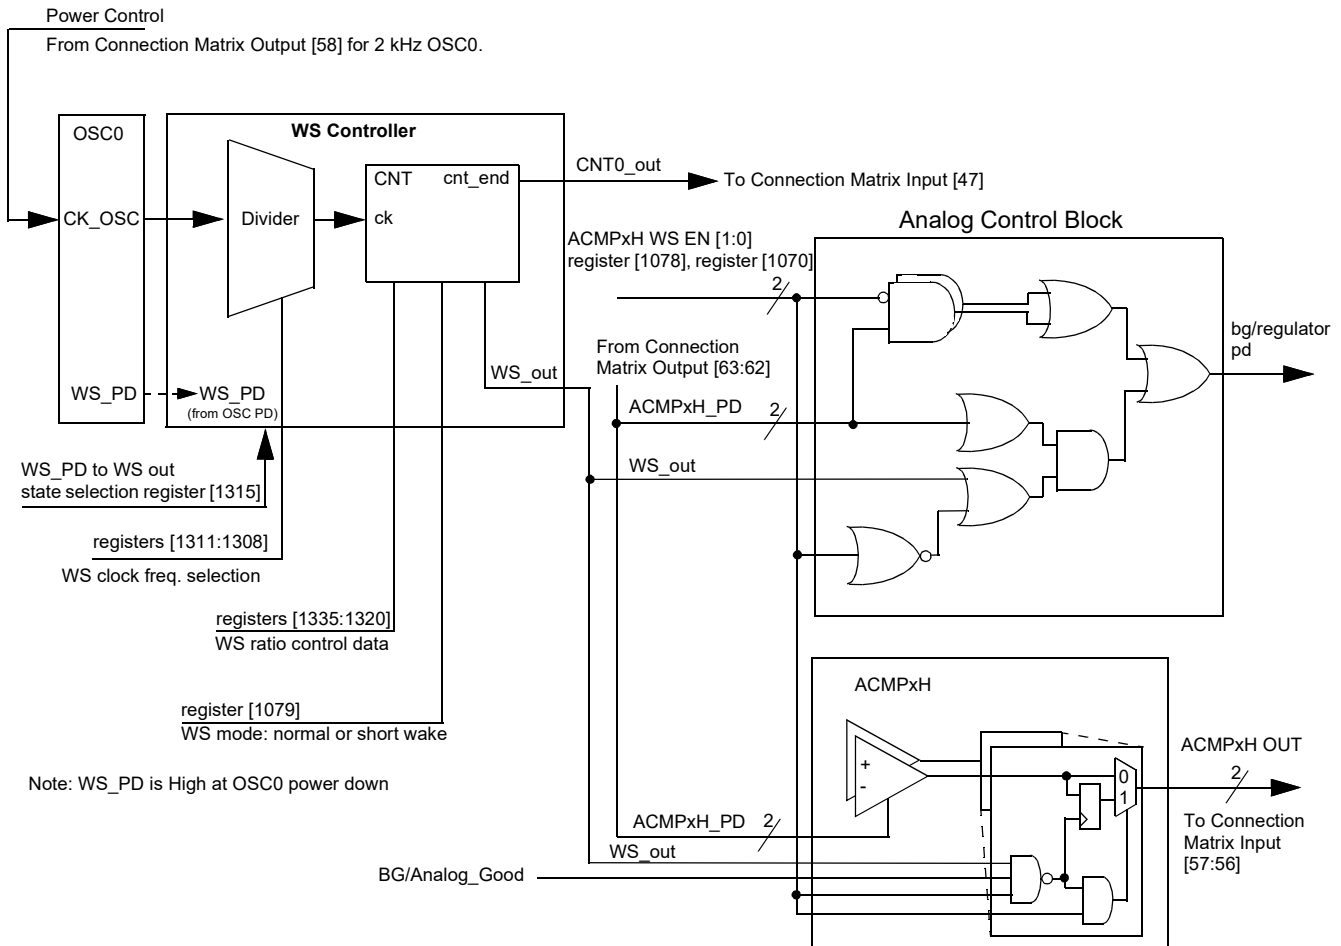 Power Control
From Connection Matrix Output [58] for 2 kHz OSC0.
OSC0
WS Controller
CNT
cnt_end
CNT0_out
To Connection Matrix Input [47]
CK_OSC
Divider
ck
Analog Control Block
ACMPxH WS EN [1:0]
register [1078], register [1070]
2
From Connection
Matrix Output [63:62]
bg/regulator
pd
WS_out
WS_PD
WS_PD
(from OSC PD)
ACMPxH_PD
2
WS_PD to WS out
state selection register [1315]
WS_out
registers [1311:1308]
WS clock freq. selection
registers [1335:1320]
WS ratio control data
register [1079]
WS mode: normal or short wake
Note: WS_PD is High at OSC0 power down
ACMPxH
+
-
0
1
ACMPxH OUT
2
To Connection
Matrix Input
[57:56]
ACMPxH_PD
2
WS_out
BG/Analog_Good